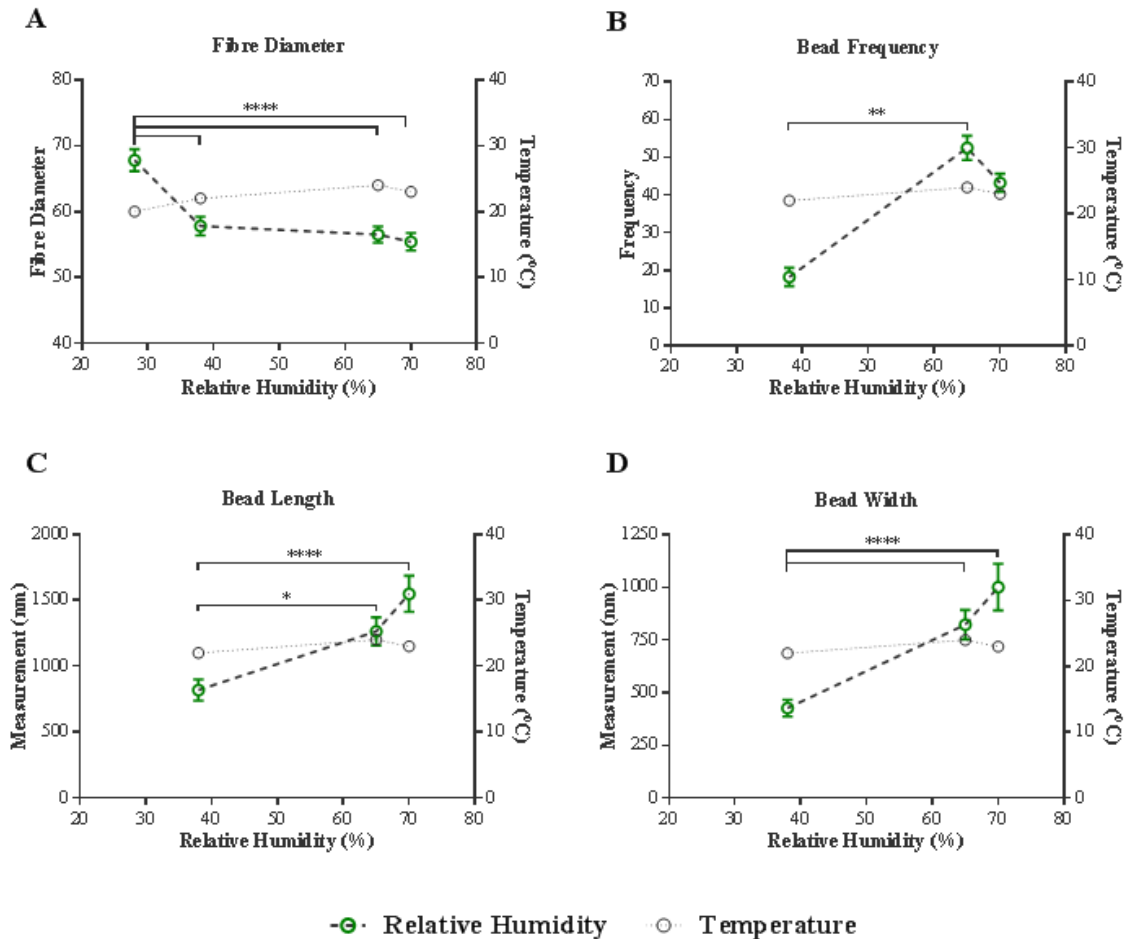 A
Fibre Diameter
80
70
60
50
40
Fibre Diameter
40
30
20
10
0
Temperature (⁰C)
20 30 40 50 60 70 80
Relative Humidity (%)
****
B
Bead Frequency
70
60
50
40
30
20
10
0
Frequency
40
30
20
10
0
Temperature (⁰C)
20 30 40 50 60 70 80
Relative Humidity (%)
**
C
Bead Length
2000
1500
1000
500
0
Measurement (nm)
40
30
20
10
0
Temperature (⁰C)
20 30 40 50 60 70 80
Relative Humidity (%)
****
*
D
Bead Width
1250
1000
750
500
250
0
Measurement (nm)
40
30
20
10
0
Temperature (⁰C)
20 30 40 50 60 70 80
Relative Humidity (%)
****
Relative Humidity Temperature